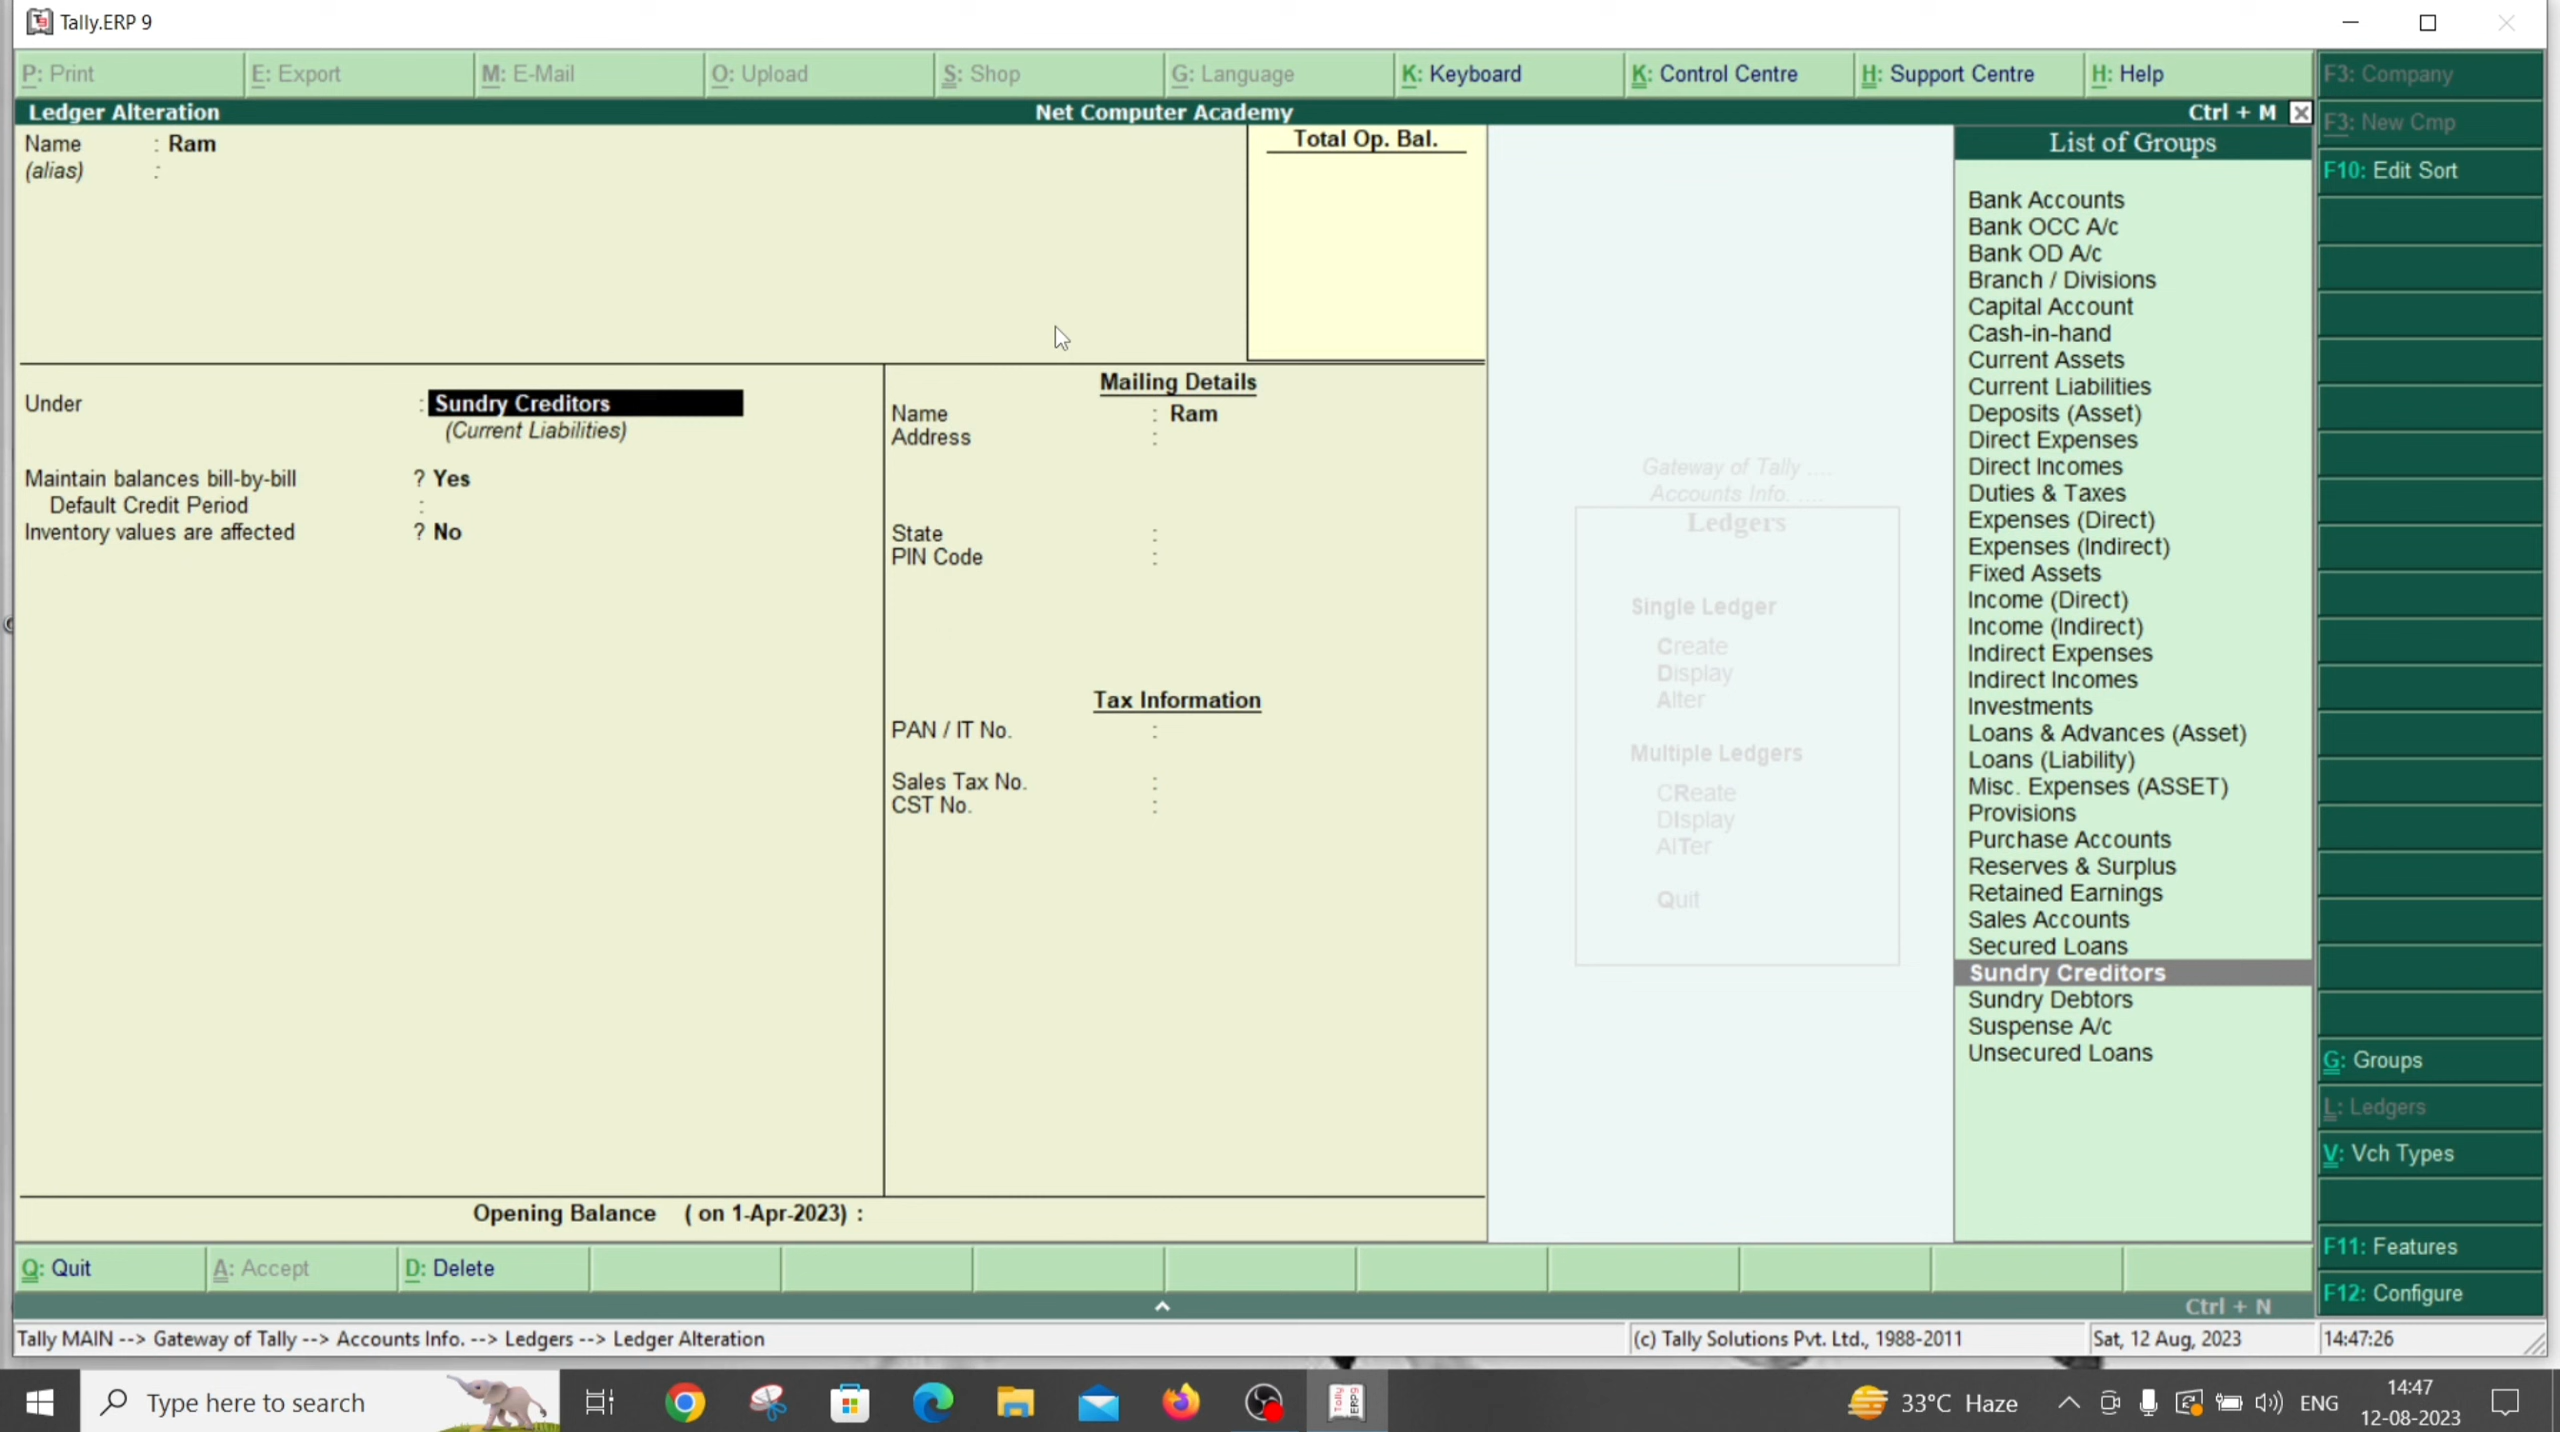 Tally.ERP 9
P: Print E: Export M: E-Mail O: Upload S: Shop G: Language K: Keyboard K: Control Centre H: Support Centre H: Help
Ledger Alteration Net Computer Academy Ctrl + M
Name : Ram
(alias) :
Total Op. Bal.
Under : Sundry Creditors
(Current Liabilities)
Maintain balances bill-by-bill ? Yes
Default Credit Period :
Inventory values are affected ? No
Mailing Details
Name : Ram
Address :
State :
PIN Code :
Tax Information
PAN / IT No. :
Sales Tax No. :
CST No. :
Opening Balance ( on 1-Apr-2023) :
Gateway of Tally ....
Accounts Info. ....
Ledgers
Single Ledger
Create
Display
Alter
Multiple Ledgers
CReate
DIsplay
AlTer
Quit
List of Groups
Bank Accounts
Bank OCC A/c
Bank OD A/c
Branch / Divisions
Capital Account
Cash-in-hand
Current Assets
Current Liabilities
Deposits (Asset)
Direct Expenses
Direct Incomes
Duties & Taxes
Expenses (Direct)
Expenses (Indirect)
Fixed Assets
Income (Direct)
Income (Indirect)
Indirect Expenses
Indirect Incomes
Investments
Loans & Advances (Asset)
Loans (Liability)
Misc. Expenses (ASSET)
Provisions
Purchase Accounts
Reserves & Surplus
Retained Earnings
Sales Accounts
Secured Loans
Sundry Creditors
Sundry Debtors
Suspense A/c
Unsecured Loans
F3: Company
F3: New Cmp
F10: Edit Sort
G: Groups
L: Ledgers
V: Vch Types
F11: Features
F12: Configure
Q: Quit A: Accept D: Delete
Ctrl + N
Tally MAIN --> Gateway of Tally --> Accounts Info. --> Ledgers --> Ledger Alteration (c) Tally Solutions Pvt. Ltd., 1988-2011 Sat, 12 Aug, 2023 14:47:26
Type here to search
Tally ERP9
33°C Haze
ENG
14:47
12-08-2023